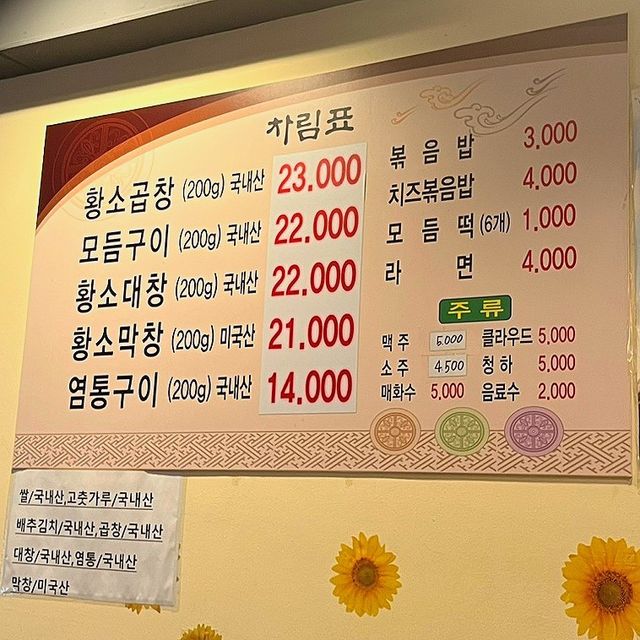 차림표
황소곱창 (200g) 국내산 23.000
모듬구이 (200g) 국내산 22.000
황소대창 (200g) 국내산 22.000
황소막창 (200g) 미국산 21.000
염통구이 (200g) 국내산 14.000
볶음밥 3,000
치즈볶음밥 4,000
모듬떡 (6개) 1,000
라면 4,000
주류
맥주 5.000 클라우드 5,000
소주 4500 청하 5,000
매화수 5,000 음료수 2,000
쌀/국내산,고춧가루/국내산
배추김치/국내산,곱창/국내산
대창/국내산,염통/국내산
막창/미국산